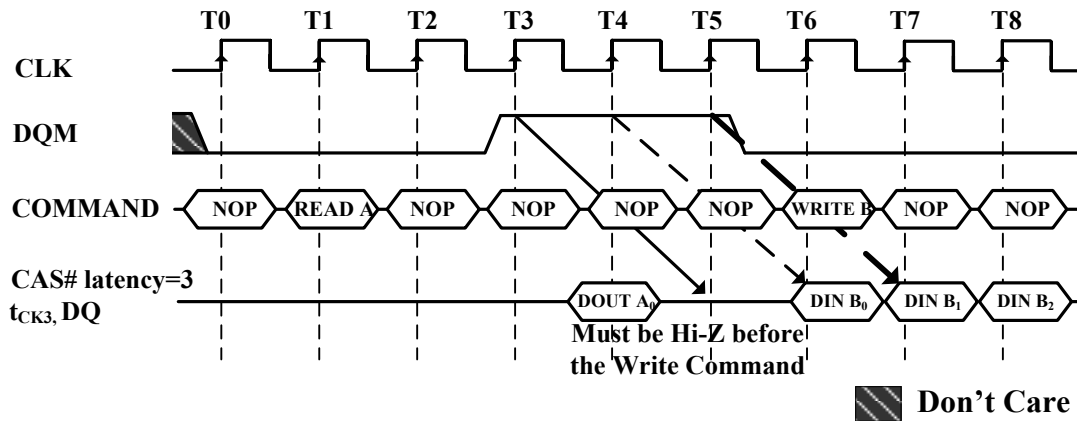 T0 T1 T2 T3 T4 T5 T6 T7 T8
CLK
DQM
COMMAND NOP READ A NOP NOP NOP NOP WRITE B NOP NOP
CAS# latency=3
tCK3, DQ
DOUT A0 DIN B0 DIN B1 DIN B2
Must be Hi-Z before
the Write Command
Don't Care